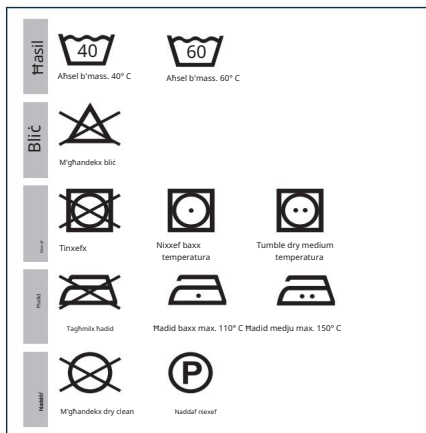 Ħasil
40
60
Aħsel b'mass. 40° C
Aħsel b'mass. 60° C
Bliċ
M'għandekx bliċ
Tinxefx
Nixxef baxx
temperatura
Tumble dry medium
temperatura
Ħadid
Tagħmilx ħadid
Ħadid baxx max. 110° C
Ħadid medju max. 150° C
P
M'għandekx dry clean
Naddaf niexef